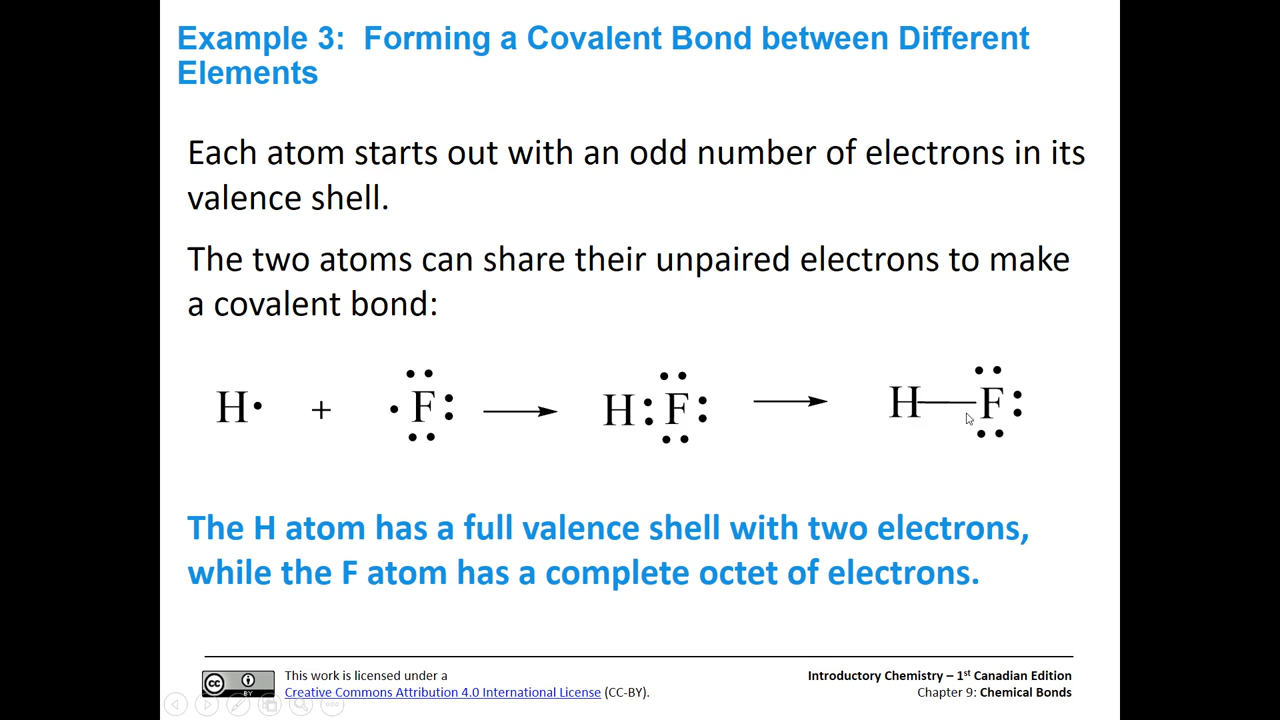 Example 3: Forming a Covalent Bond between Different
Elements
Each atom starts out with an odd number of electrons in its
valence shell.
The two atoms can share their unpaired electrons to make
a covalent bond:
H· + ·F: → H:F: → H—F:
The H atom has a full valence shell with two electrons,
while the F atom has a complete octet of electrons.
cc BY
This work is licensed under a
Creative Commons Attribution 4.0 International License (CC-BY).
Introductory Chemistry – 1st Canadian Edition
Chapter 9: Chemical Bonds